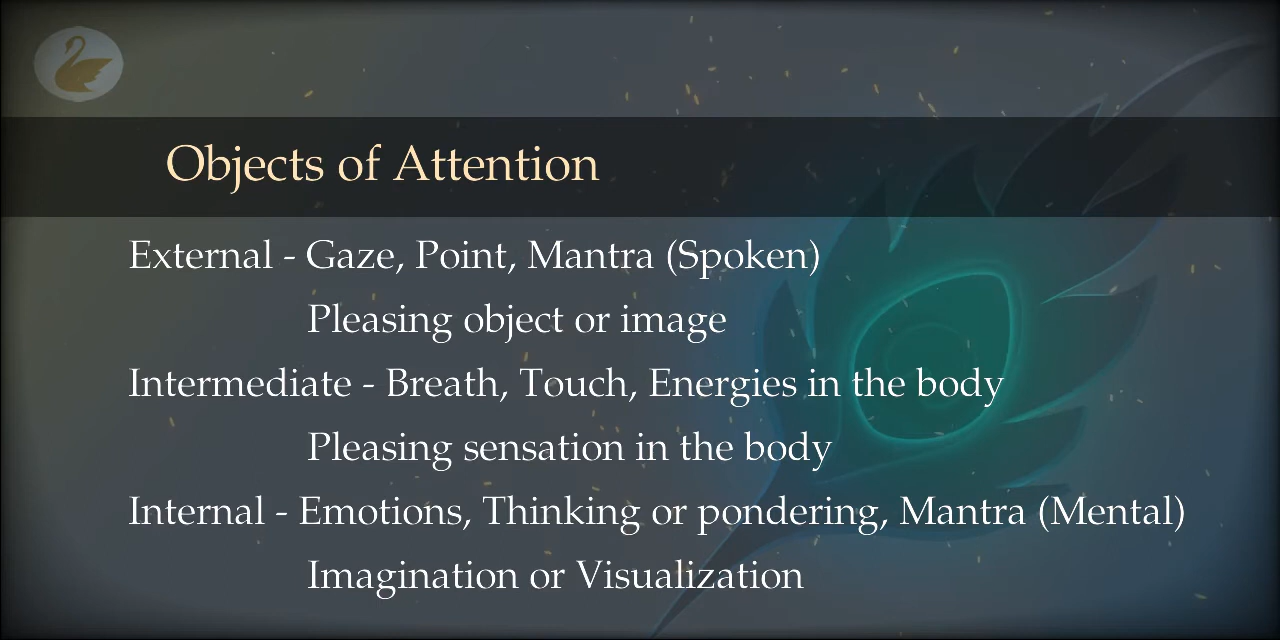 Objects of Attention
External - Gaze, Point, Mantra (Spoken)
Pleasing object or image
Intermediate - Breath, Touch, Energies in the body
Pleasing sensation in the body
Internal - Emotions, Thinking or pondering, Mantra (Mental)
Imagination or Visualization